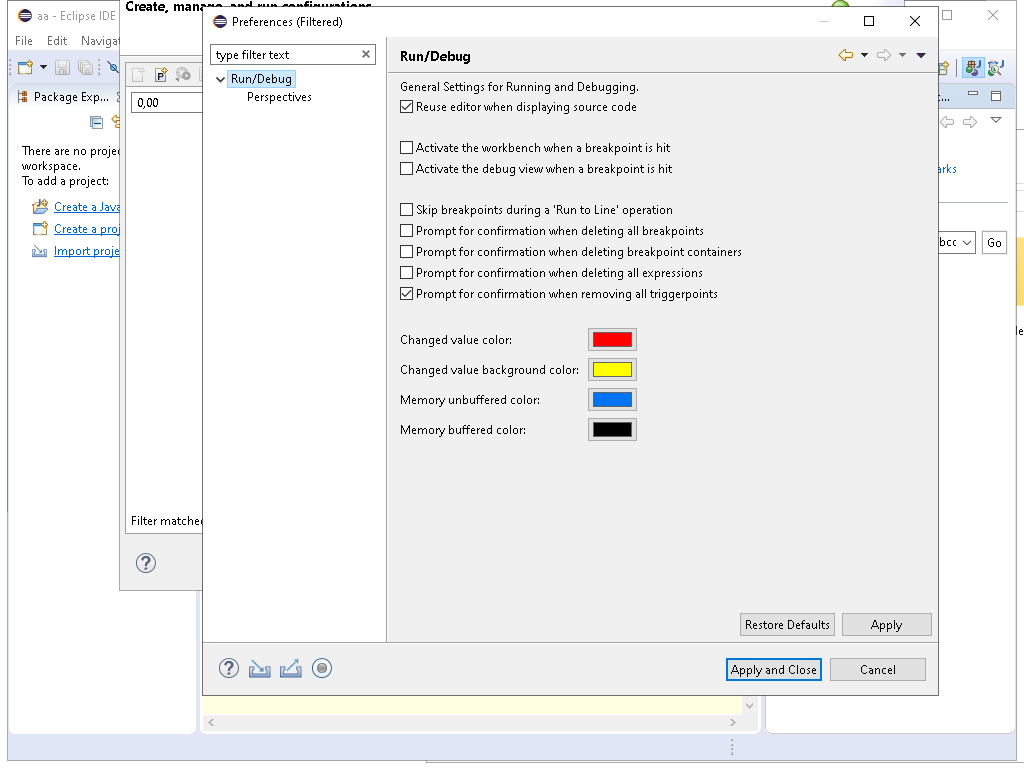 aa - Eclipse IDE
Create, manage, and run configurations
File Edit Navigat
Package Exp...
There are no projec
workspace.
To add a project:
Create a Java
Create a proj
Import proje
0,00
Filter matched
Preferences (Filtered)
type filter text
Run/Debug
Perspectives
Run/Debug
General Settings for Running and Debugging.
Reuse editor when displaying source code
Activate the workbench when a breakpoint is hit
Activate the debug view when a breakpoint is hit
Skip breakpoints during a 'Run to Line' operation
Prompt for confirmation when deleting all breakpoints
Prompt for confirmation when deleting breakpoint containers
Prompt for confirmation when deleting all expressions
Prompt for confirmation when removing all triggerpoints
Changed value color:
Changed value background color:
Memory unbuffered color:
Memory buffered color:
Restore Defaults
Apply
Apply and Close
Cancel
arks
Go